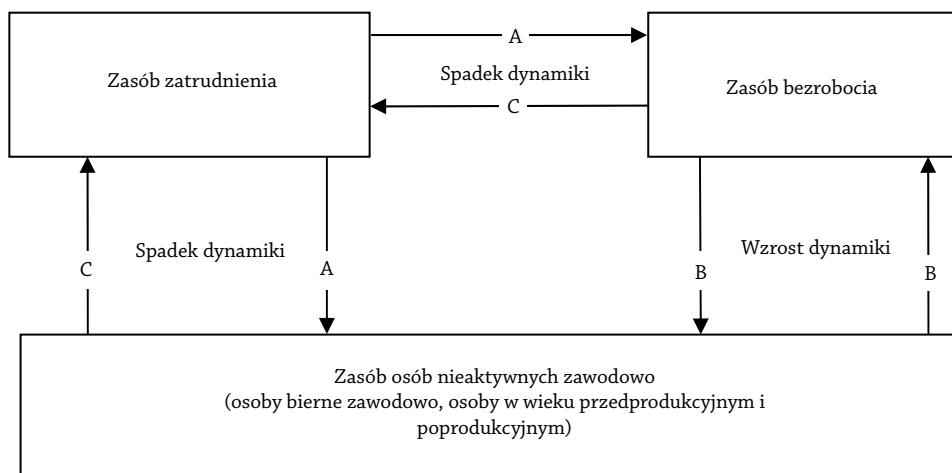 A
Zasób zatrudnienia
Spadek dynamiki
Zasób bezrobocia
C
Spadek dynamiki
Wzrost dynamiki
C
A
B
B
Zasób osób nieaktywnych zawodowo
(osoby bierne zawodowo, osoby w wieku przedprodukcyjnym i
poprodukcyjnym)